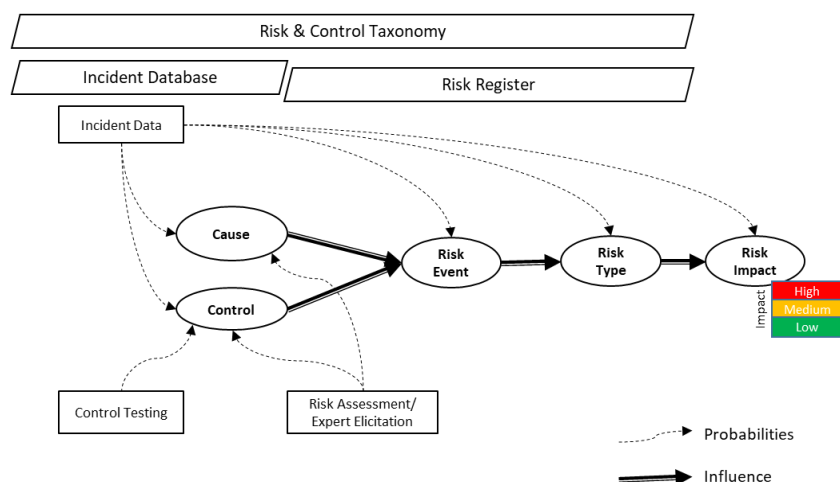 Risk & Control Taxonomy
Incident Database
Risk Register
Incident Data
Cause
Risk
Event
Risk
Type
Risk
Impact
Control
Impact
High
Medium
Low
Control Testing
Risk Assessment/
Expert Elicitation
Probabilities
Influence